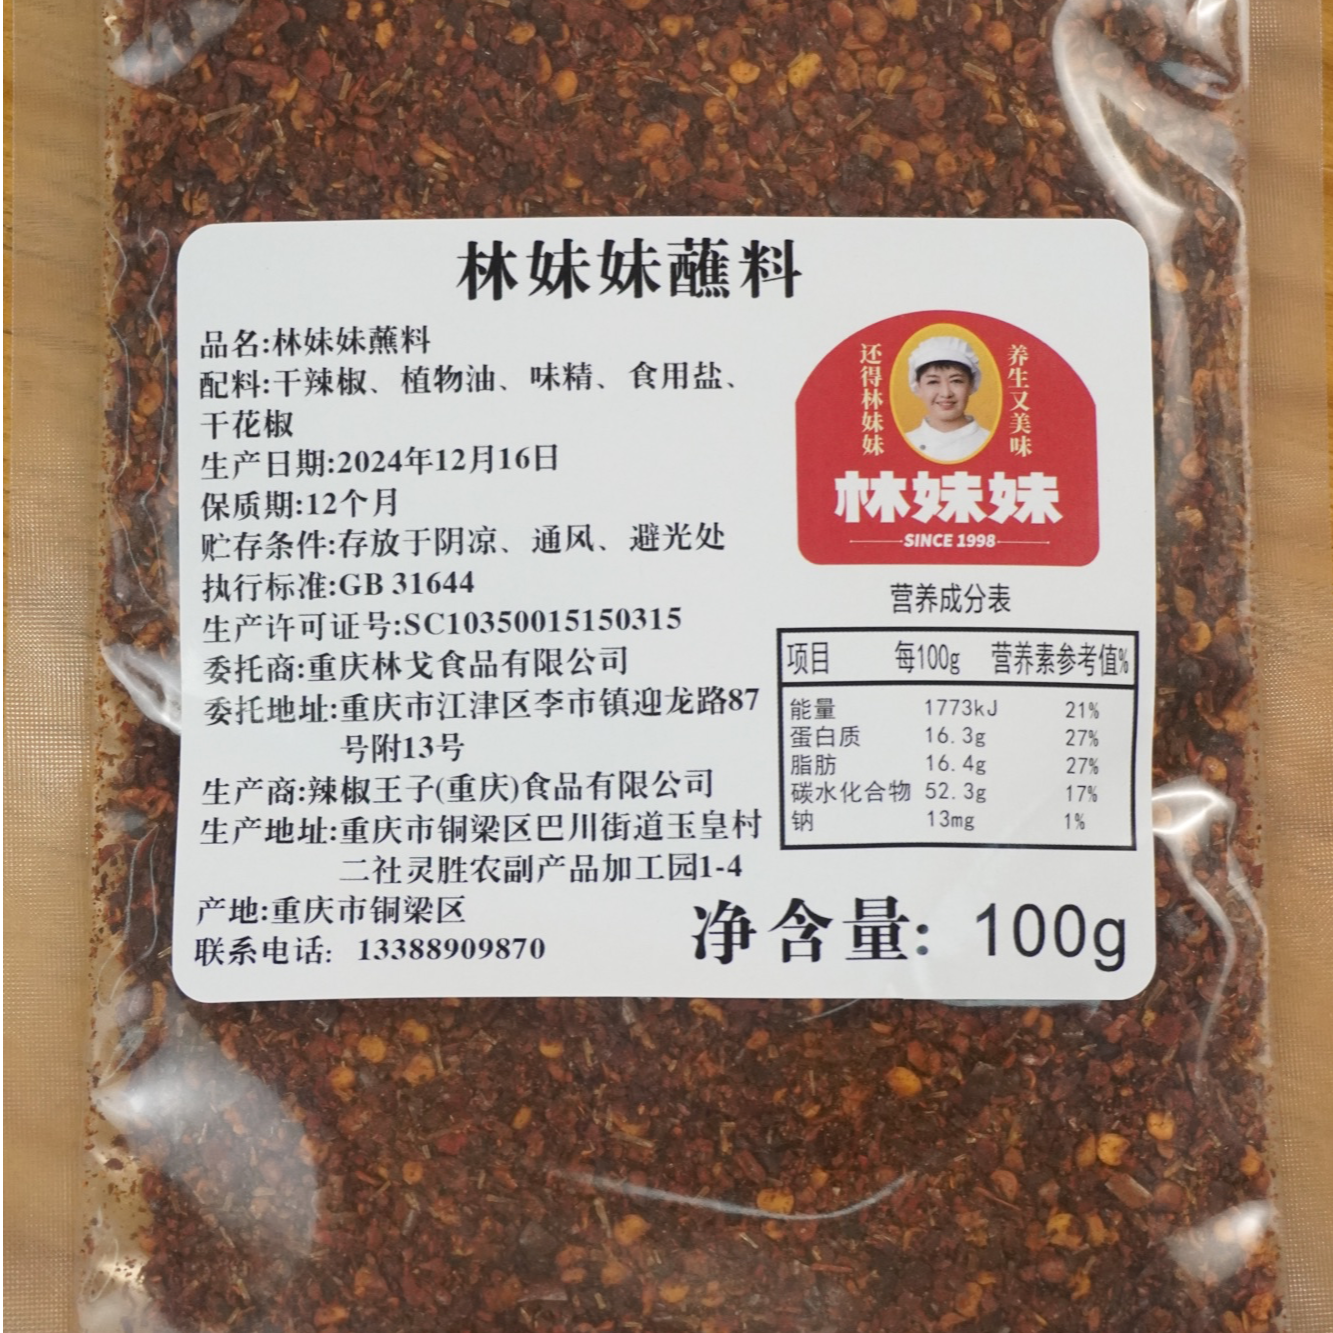 林妹妹蘸料
品名:林妹妹蘸料
配料:干辣椒、植物油、味精、食用盐、
干花椒
生产日期:2024年12月16日
保质期:12个月
贮存条件:存放于阴凉、通风、避光处
执行标准:GB 31644
生产许可证号:SC10350015150315
委托商:重庆林戈食品有限公司
委托地址:重庆市江津区李市镇迎龙路87
号附13号
生产商:辣椒王子(重庆)食品有限公司
生产地址:重庆市铜梁区巴川街道玉皇村
二社灵胜农副产品加工园1-4
产地:重庆市铜梁区
联系电话: 13388909870
养生又美味
还得林妹妹
林妹妹
SINCE 1998
营养成分表
项目 每100g 营养素参考值%
能量 1773kJ 21%
蛋白质 16.3g 27%
脂肪 16.4g 27%
碳水化合物 52.3g 17%
钠 13mg 1%
净含量: 100g